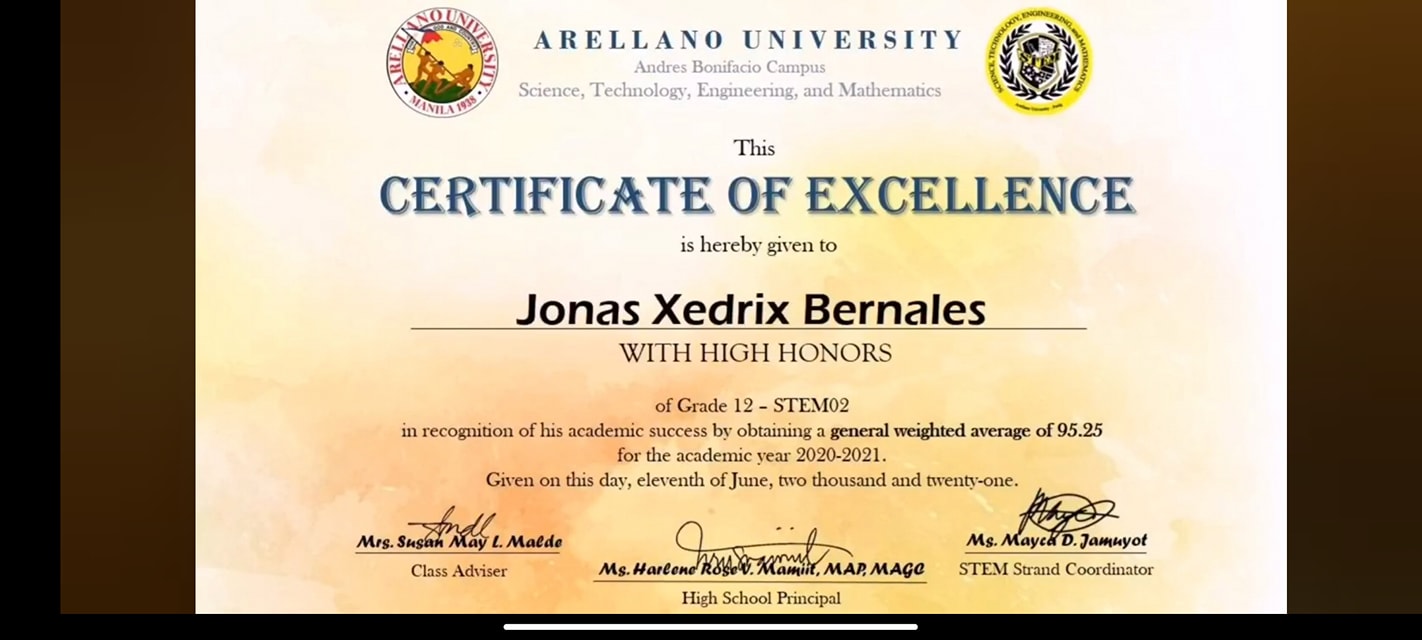 ARELLANO UNIVERSITY
Andres Bonifacio Campus
Science, Technology, Engineering, and Mathematics
ARELLANO UNIVERSITY
MANILA 1938
SCIENCE, TECHNOLOGY, ENGINEERING, and MATHEMATICS
This
CERTIFICATE OF EXCELLENCE
is hereby given to
Jonas Xedrix Bernales
WITH HIGH HONORS
of Grade 12 – STEM02
in recognition of his academic success by obtaining a general weighted average of 95.25
for the academic year 2020-2021.
Given on this day, eleventh of June, two thousand and twenty-one.
Mrs. Susan May L. Malde
Class Adviser
Ms. Harlene Rose V. Mamiit, MAP, MAGC
High School Principal
Ms. Mayca D. Jamuyot
STEM Strand Coordinator